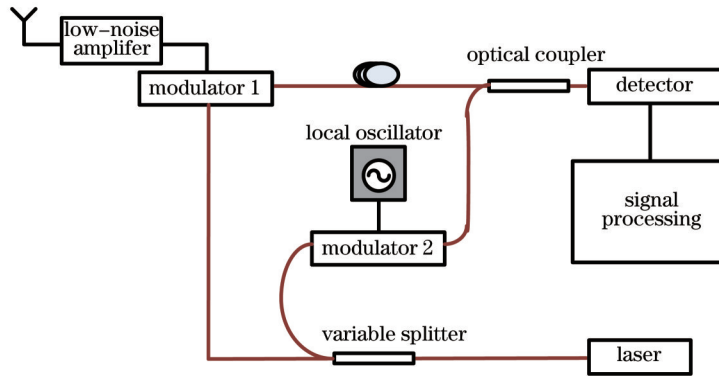 low-noise
amplifer
modulator 1
optical coupler
detector
local oscillator
signal
processing
modulator 2
variable splitter
laser